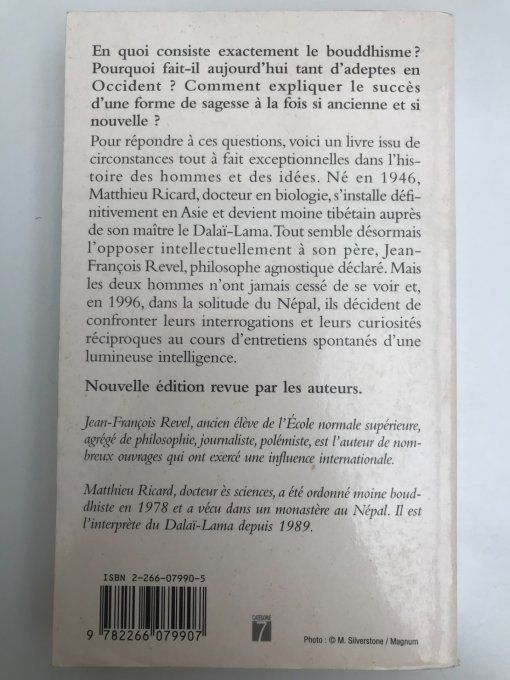 En quoi consiste exactement le bouddhisme ?
Pourquoi fait-il aujourd'hui tant d'adeptes en
Occident ? Comment expliquer le succès
d'une forme de sagesse à la fois si ancienne et si
nouvelle ?
Pour répondre à ces questions, voici un livre issu de
circonstances tout à fait exceptionnelles dans l'his-
toire des hommes et des idées. Né en 1946,
Matthieu Ricard, docteur en biologie, s'installe défi-
nitivement en Asie et devient moine tibétain auprès
de son maître le Dalaï-Lama. Tout semble désormais
l'opposer intellectuellement à son père, Jean-
François Revel, philosophe agnostique déclaré. Mais
les deux hommes n'ont jamais cessé de se voir et,
en 1996, dans la solitude du Népal, ils décident de
confronter leurs interrogations et leurs curiosités
réciproques au cours d'entretiens spontanés d'une
lumineuse intelligence.
Nouvelle édition revue par les auteurs.
Jean-François Revel, ancien élève de l'École normale supérieure,
agrégé de philosophie, journaliste, polémiste, est l'auteur de nom-
breux ouvrages qui ont exercé une influence internationale.
Matthieu Ricard, docteur ès sciences, a été ordonné moine boud-
dhiste en 1978 et a vécu dans un monastère au Népal. Il est
l'interprète du Dalaï-Lama depuis 1989.
ISBN 2-266-07990-5
9 782266 079907
CATÉGORIE
7
Photo : © M. Silverstone / Magnum